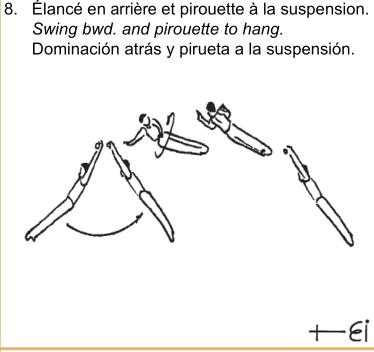 8. Élancé en arrière et pirouette à la suspension.
Swing bwd. and pirouette to hang.
Dominación atrás y pirueta a la suspensión.